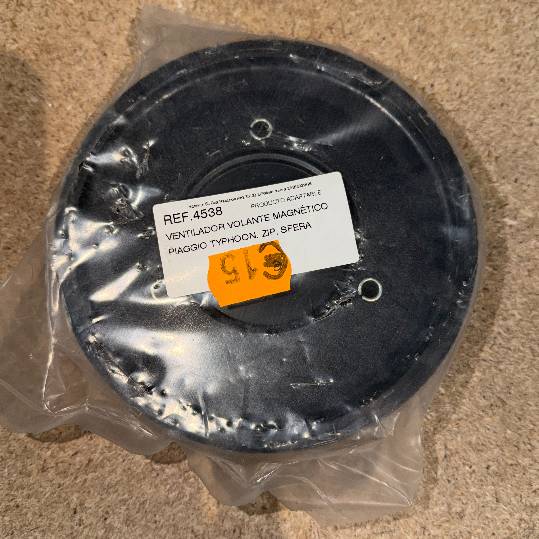 REF.4538
PRODUCTO ADAPTABLE
VENTILADOR VOLANTE MAGNÉTICO
PIAGGIO TYPHOON, ZIP, SFERA
€15